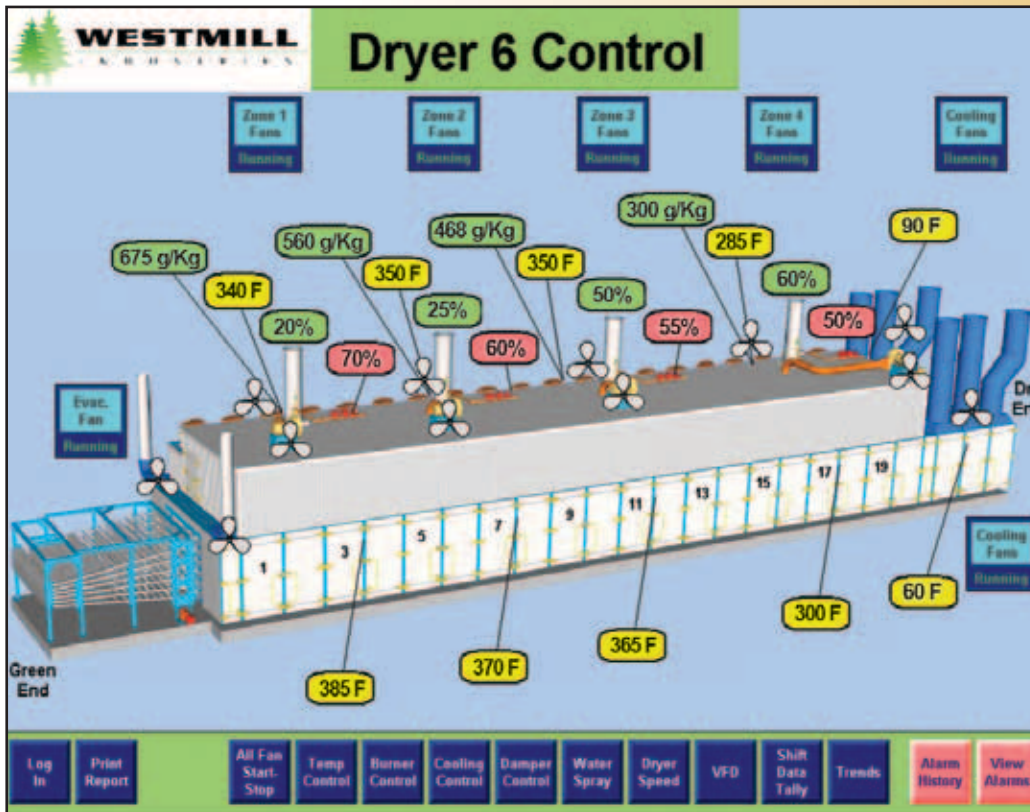 WESTMILL
INDUSTRIES
Dryer 6 Control
Zone 1
Fans
Running
Zone 2
Fans
Running
Zone 3
Fans
Running
Zone 4
Fans
Running
Cooling
Fans
Running
675 g/Kg
340 F
20%
70%
560 g/Kg
350 F
25%
60%
468 g/Kg
350 F
50%
55%
300 g/Kg
285 F
60%
50%
90 F
Evac.
Fan
Running
1
3
5
7
9
11
13
15
17
19
Cooling
Fans
Running
385 F
370 F
365 F
300 F
60 F
Green
End
Log
In
Print
Report
All Fan
Start-
Stop
Temp
Control
Burner
Control
Cooling
Control
Damper
Control
Water
Spray
Dryer
Speed
VFD
Shift
Data
Tally
Trends
Alarm
History
View
Alarms